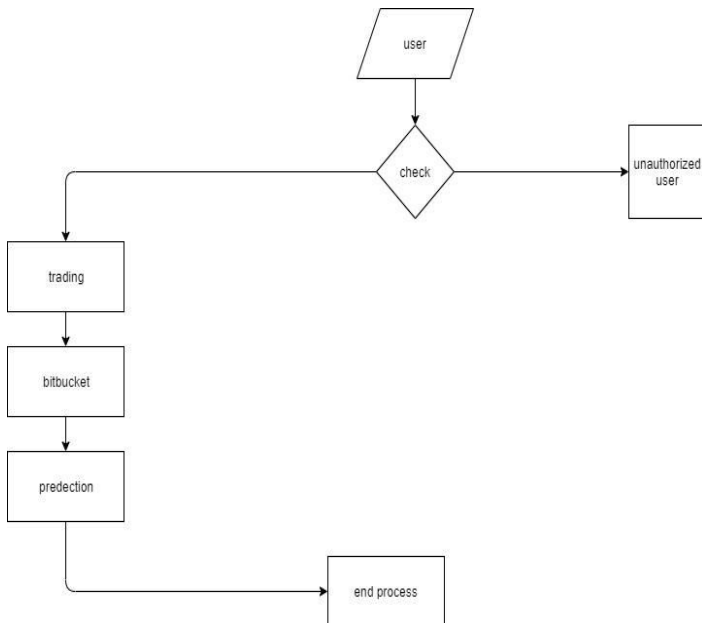 user
check
unauthorized
user
trading
bitbucket
predection
end process